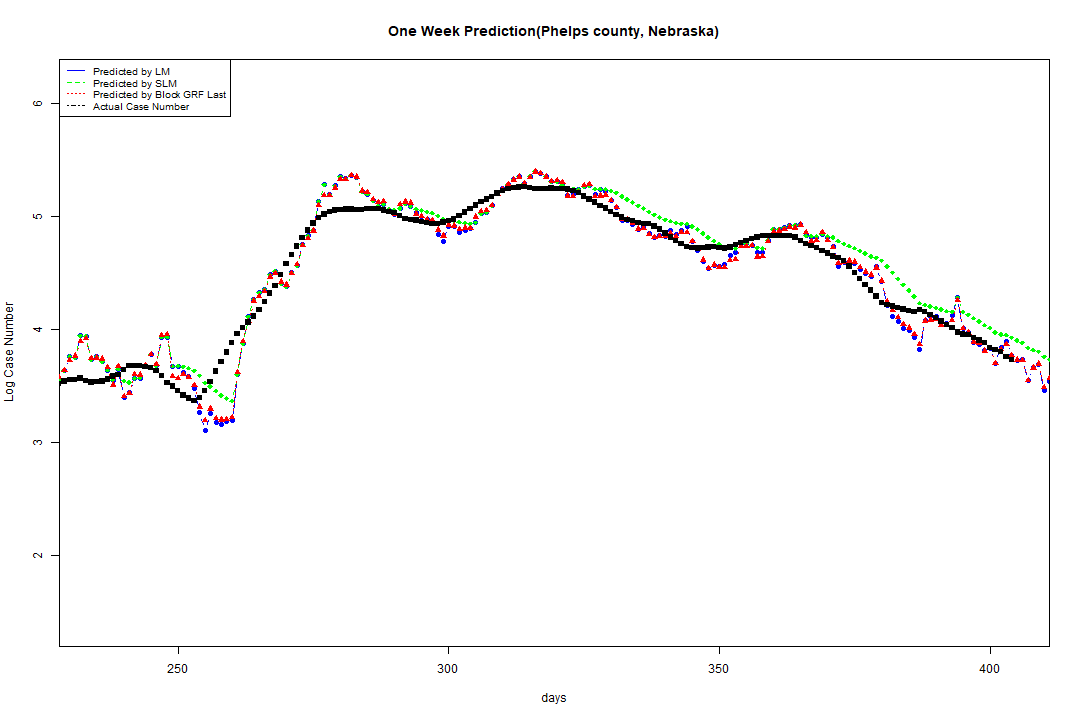 One Week Prediction(Phelps county, Nebraska)
Predicted by LM
Predicted by SLM
Predicted by Block GRF Last
Actual Case Number
6
5
4
3
2
Log Case Number
250 300 350 400
days